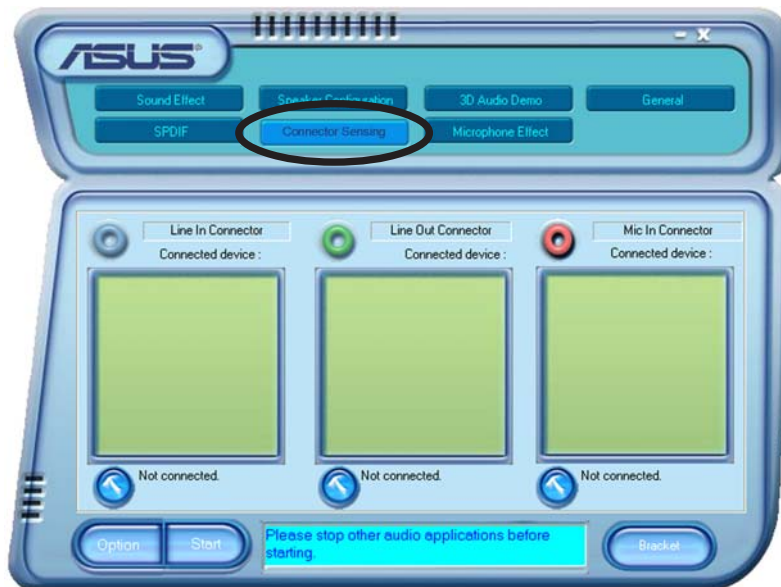 ASUS
Sound Effect
Speaker Configuration
3D Audio Demo
General
SPDIF
Connector Sensing
Microphone Effect
Line In Connector
Connected device :
Line Out Connector
Connected device :
Mic In Connector
Connected device :
Not connected.
Not connected.
Not connected.
Option
Start
Please stop other audio applications before
starting.
Bracket